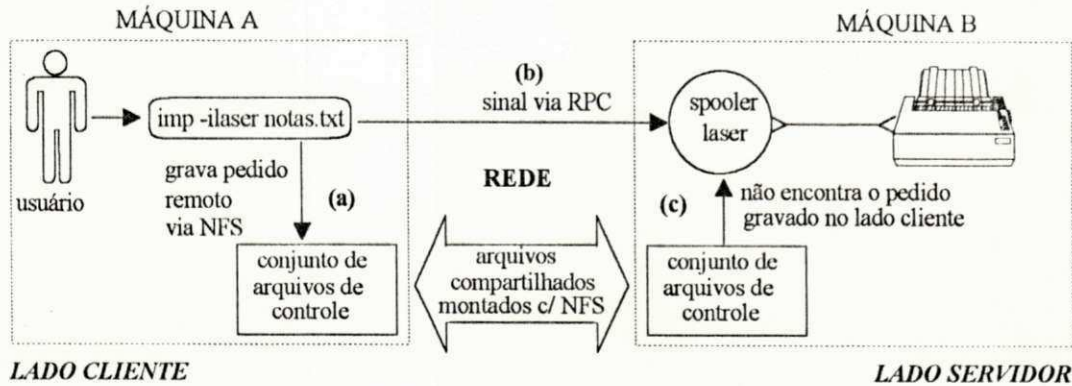 MÁQUINA A
MÁQUINA B
(b)
sinal via RPC
imp -ilaser notas.txt
spooler
laser
usuário
grava pedido
remoto
via NFS
(a)
REDE
(c)
não encontra o pedido
gravado no lado cliente
conjunto de
arquivos de
controle
arquivos
compartilhados
montados c/ NFS
conjunto de
arquivos de
controle
LADO CLIENTE
LADO SERVIDOR